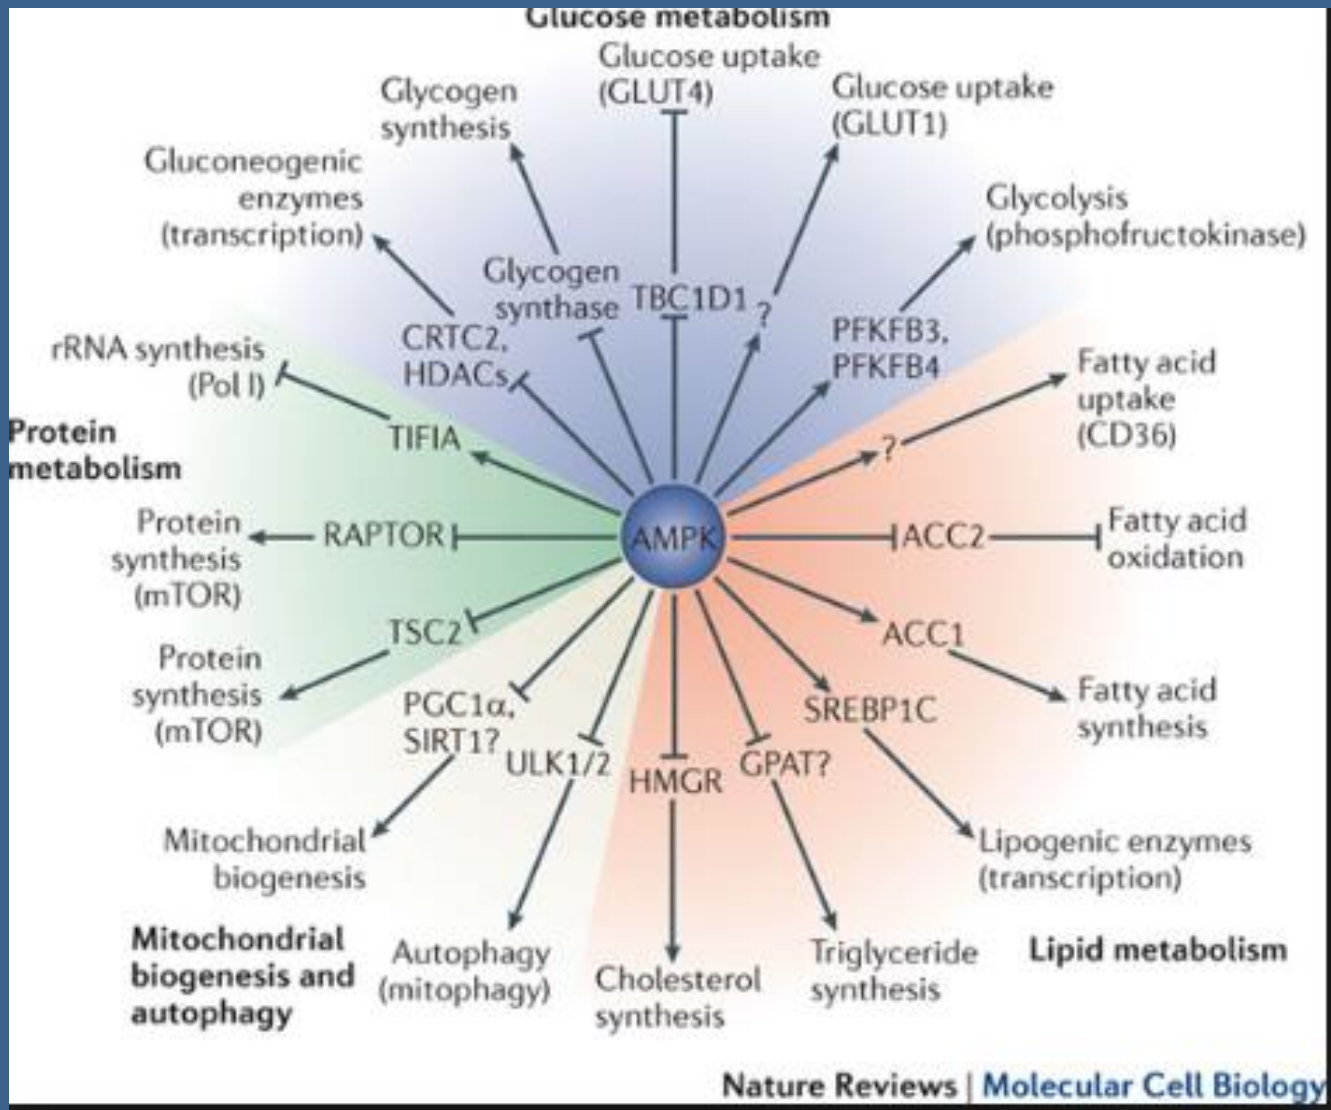 Glucose metabolism
Glucose uptake
(GLUT4)
Glucose uptake
(GLUT1)
Glycogen
synthesis
Gluconeogenic
enzymes
(transcription)
Glycolysis
(phosphofructokinase)
Glycogen
synthase
TBC1D1
?
CRTC2,
HDACs
PFKFB3,
PFKFB4
rRNA synthesis
(Pol I)
TIFIA
?
Fatty acid
uptake
(CD36)
Protein
metabolism
Protein
synthesis
(mTOR)
RAPTOR
AMPK
ACC2
Fatty acid
oxidation
TSC2
ACC1
Protein
synthesis
(mTOR)
PGC1α,
SIRT1?
ULK1/2
HMGR
GPAT?
SREBP1C
Fatty acid
synthesis
Mitochondrial
biogenesis
Lipogenic enzymes
(transcription)
Mitochondrial
biogenesis and
autophagy
Autophagy
(mitophagy)
Cholesterol
synthesis
Triglyceride
synthesis
Lipid metabolism
Nature Reviews | Molecular Cell Biology